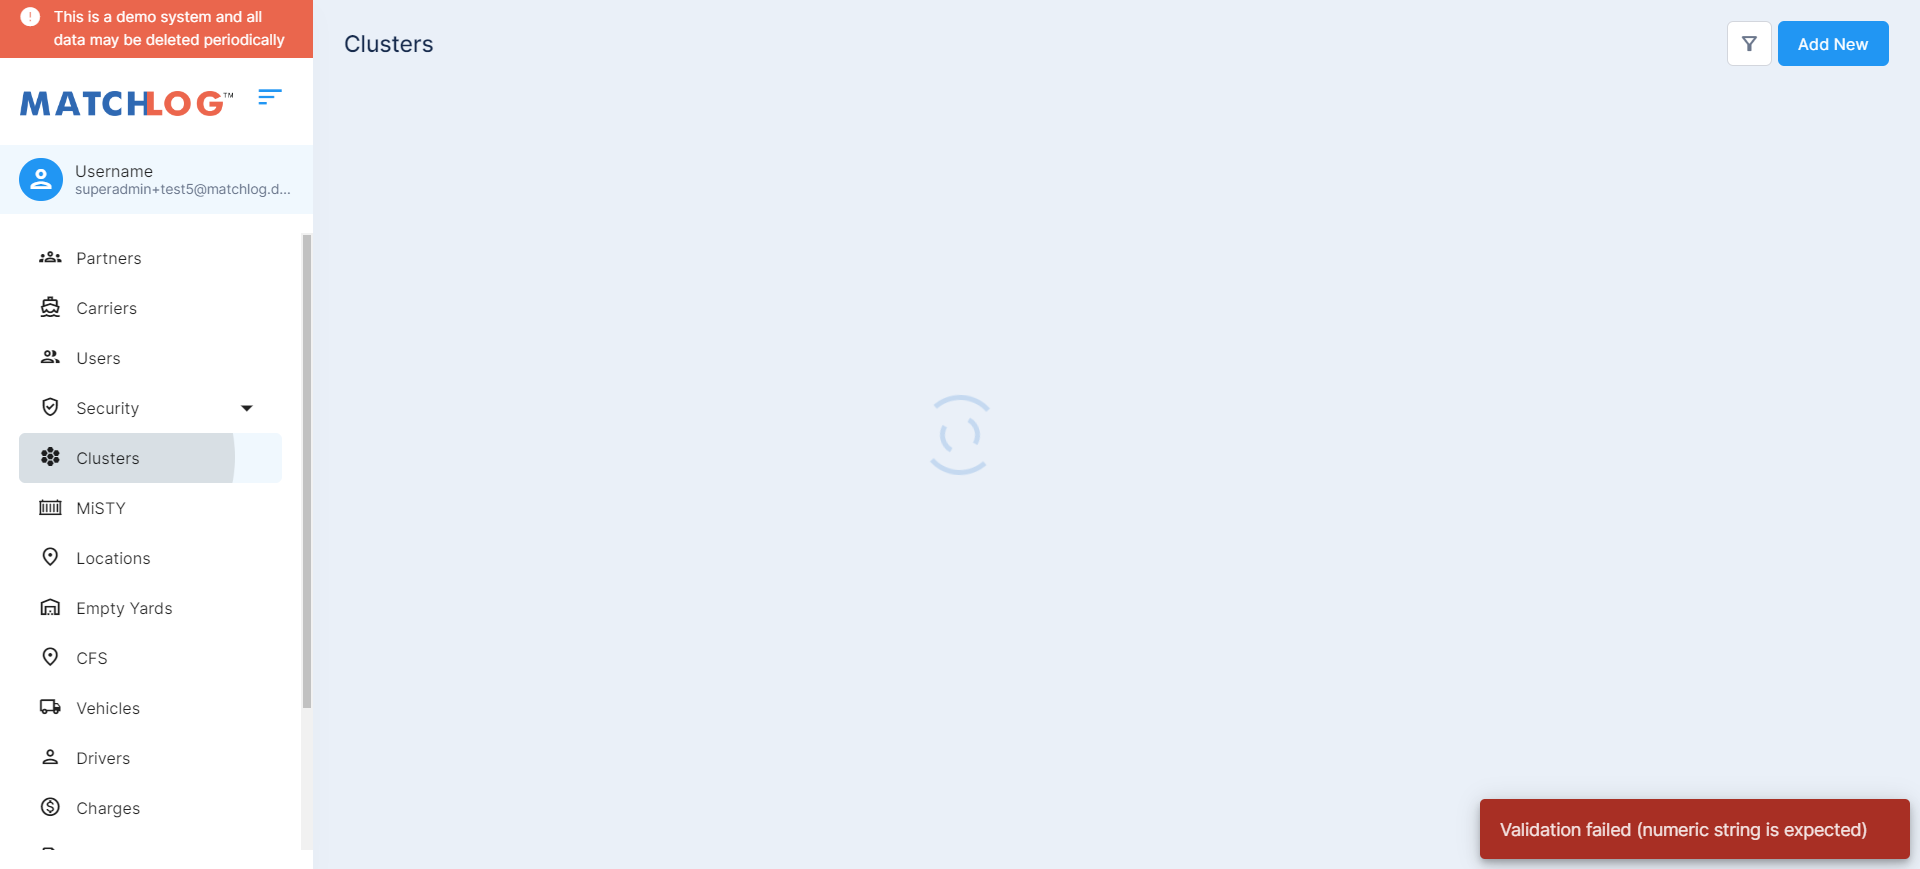 This is a demo system and all
data may be deleted periodically
MATCHLOG™
Username
superadmin+test5@matchlog.d...
Partners
Carriers
Users
Security
Clusters
MiSTY
Locations
Empty Yards
CFS
Vehicles
Drivers
Charges
Clusters
Add New
Validation failed (numeric string is expected)